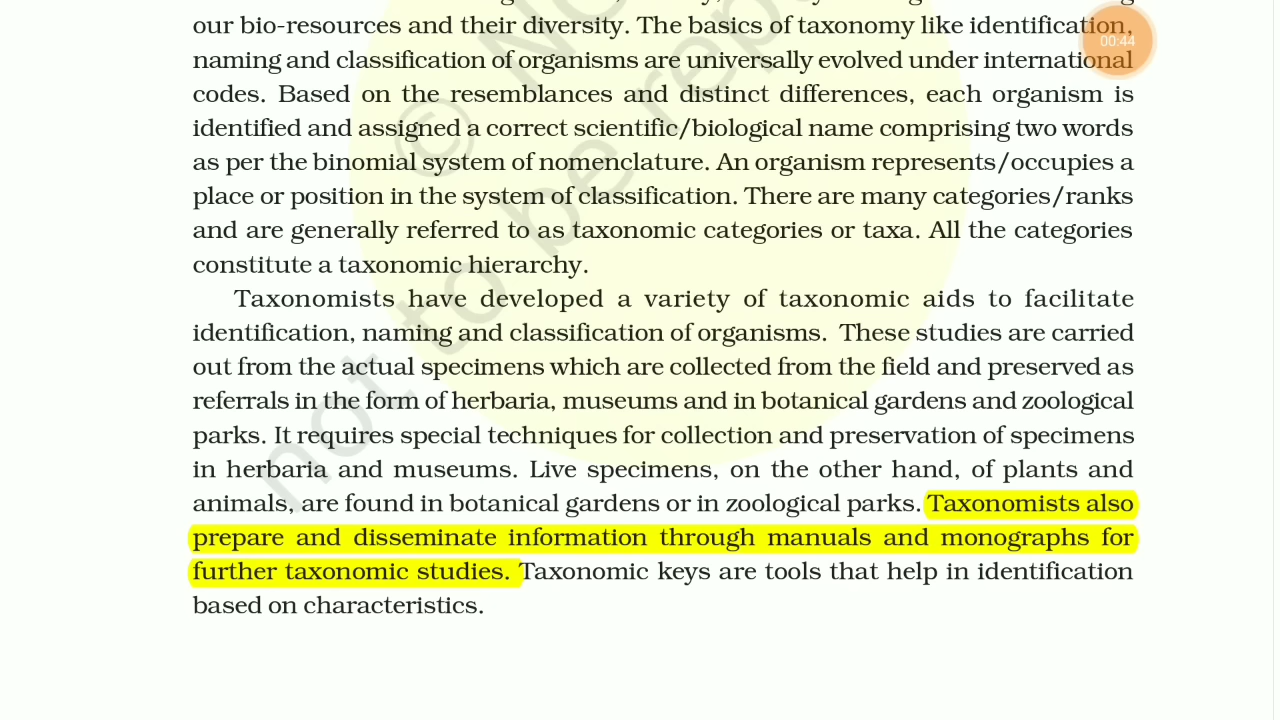 our bio-resources and their diversity. The basics of taxonomy like identification,
00:44
naming and classification of organisms are universally evolved under international
codes. Based on the resemblances and distinct differences, each organism is
identified and assigned a correct scientific/biological name comprising two words
as per the binomial system of nomenclature. An organism represents/occupies a
place or position in the system of classification. There are many categories/ranks
and are generally referred to as taxonomic categories or taxa. All the categories
constitute a taxonomic hierarchy.
Taxonomists have developed a variety of taxonomic aids to facilitate
identification, naming and classification of organisms. These studies are carried
out from the actual specimens which are collected from the field and preserved as
referrals in the form of herbaria, museums and in botanical gardens and zoological
parks. It requires special techniques for collection and preservation of specimens
in herbaria and museums. Live specimens, on the other hand, of plants and
animals, are found in botanical gardens or in zoological parks. Taxonomists also
prepare and disseminate information through manuals and monographs for
further taxonomic studies. Taxonomic keys are tools that help in identification
based on characteristics.
© N
not to be rep